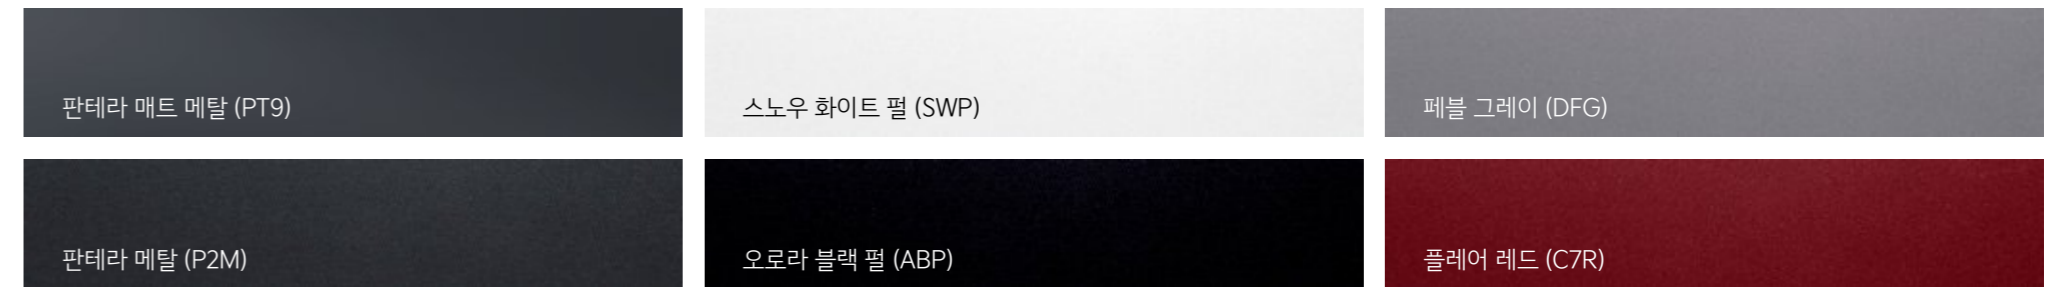 판테라 매트 메탈 (PT9)
스노우 화이트 펄 (SWP)
페블 그레이 (DFG)
판테라 메탈 (P2M)
오로라 블랙 펄 (ABP)
플레어 레드 (C7R)